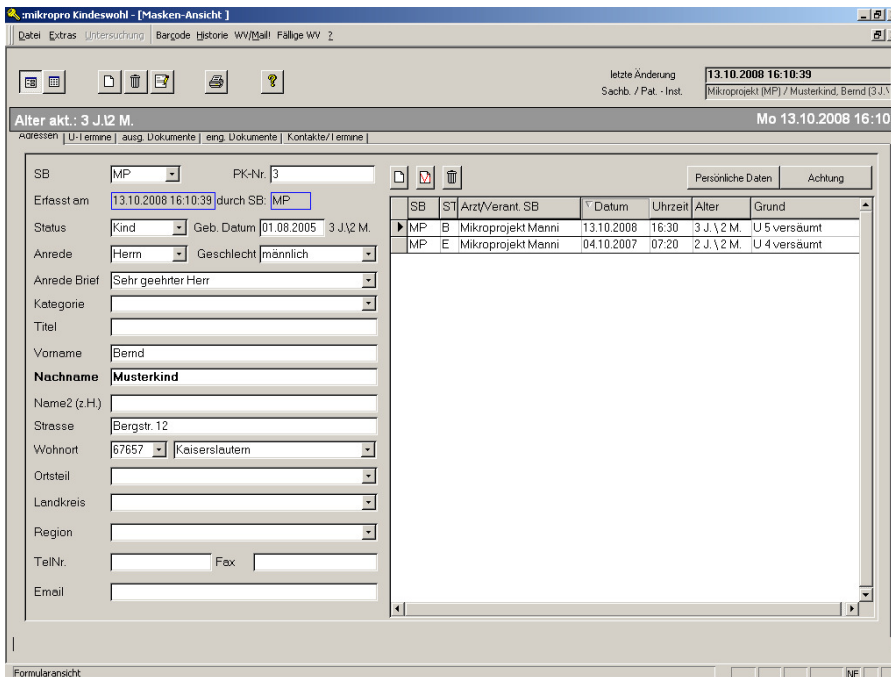 :mikropro Kindeswohl - [Masken-Ansicht ]
Datei Extras Untersuchung Barcode Historie WV/Mail! Fällige WV ?
letzte Änderung 13.10.2008 16:10:39
Sachb. / Pat. - Inst. Mikroprojekt (MP) / Musterkind, Bernd (3 J.\
Alter akt.: 3 J.\2 M. Mo 13.10.2008 16:10
Adressen U-Termine ausg. Dokumente eing. Dokumente Kontakte/Termine
SB MP PK-Nr. 3
Erfasst am 13.10.2008 16:10:39 durch SB: MP
Status Kind Geb. Datum 01.08.2005 3 J.\2 M.
Anrede Herrn Geschlecht männlich
Anrede Brief Sehr geehrter Herr
Kategorie
Titel
Vorname Bernd
Nachname Musterkind
Name2 (z.H.)
Strasse Bergstr. 12
Wohnort 67657 Kaiserslautern
Ortsteil
Landkreis
Region
TelNr. Fax
Email
Persönliche Daten Achtung
SB ST Arzt/Verant. SB Datum Uhrzeit Alter Grund
MP B Mikroprojekt Manni 13.10.2008 16:30 3 J. \ 2 M. U 5 versäumt
MP E Mikroprojekt Manni 04.10.2007 07:20 2 J. \ 2 M. U 4 versäumt
Formularansicht NF